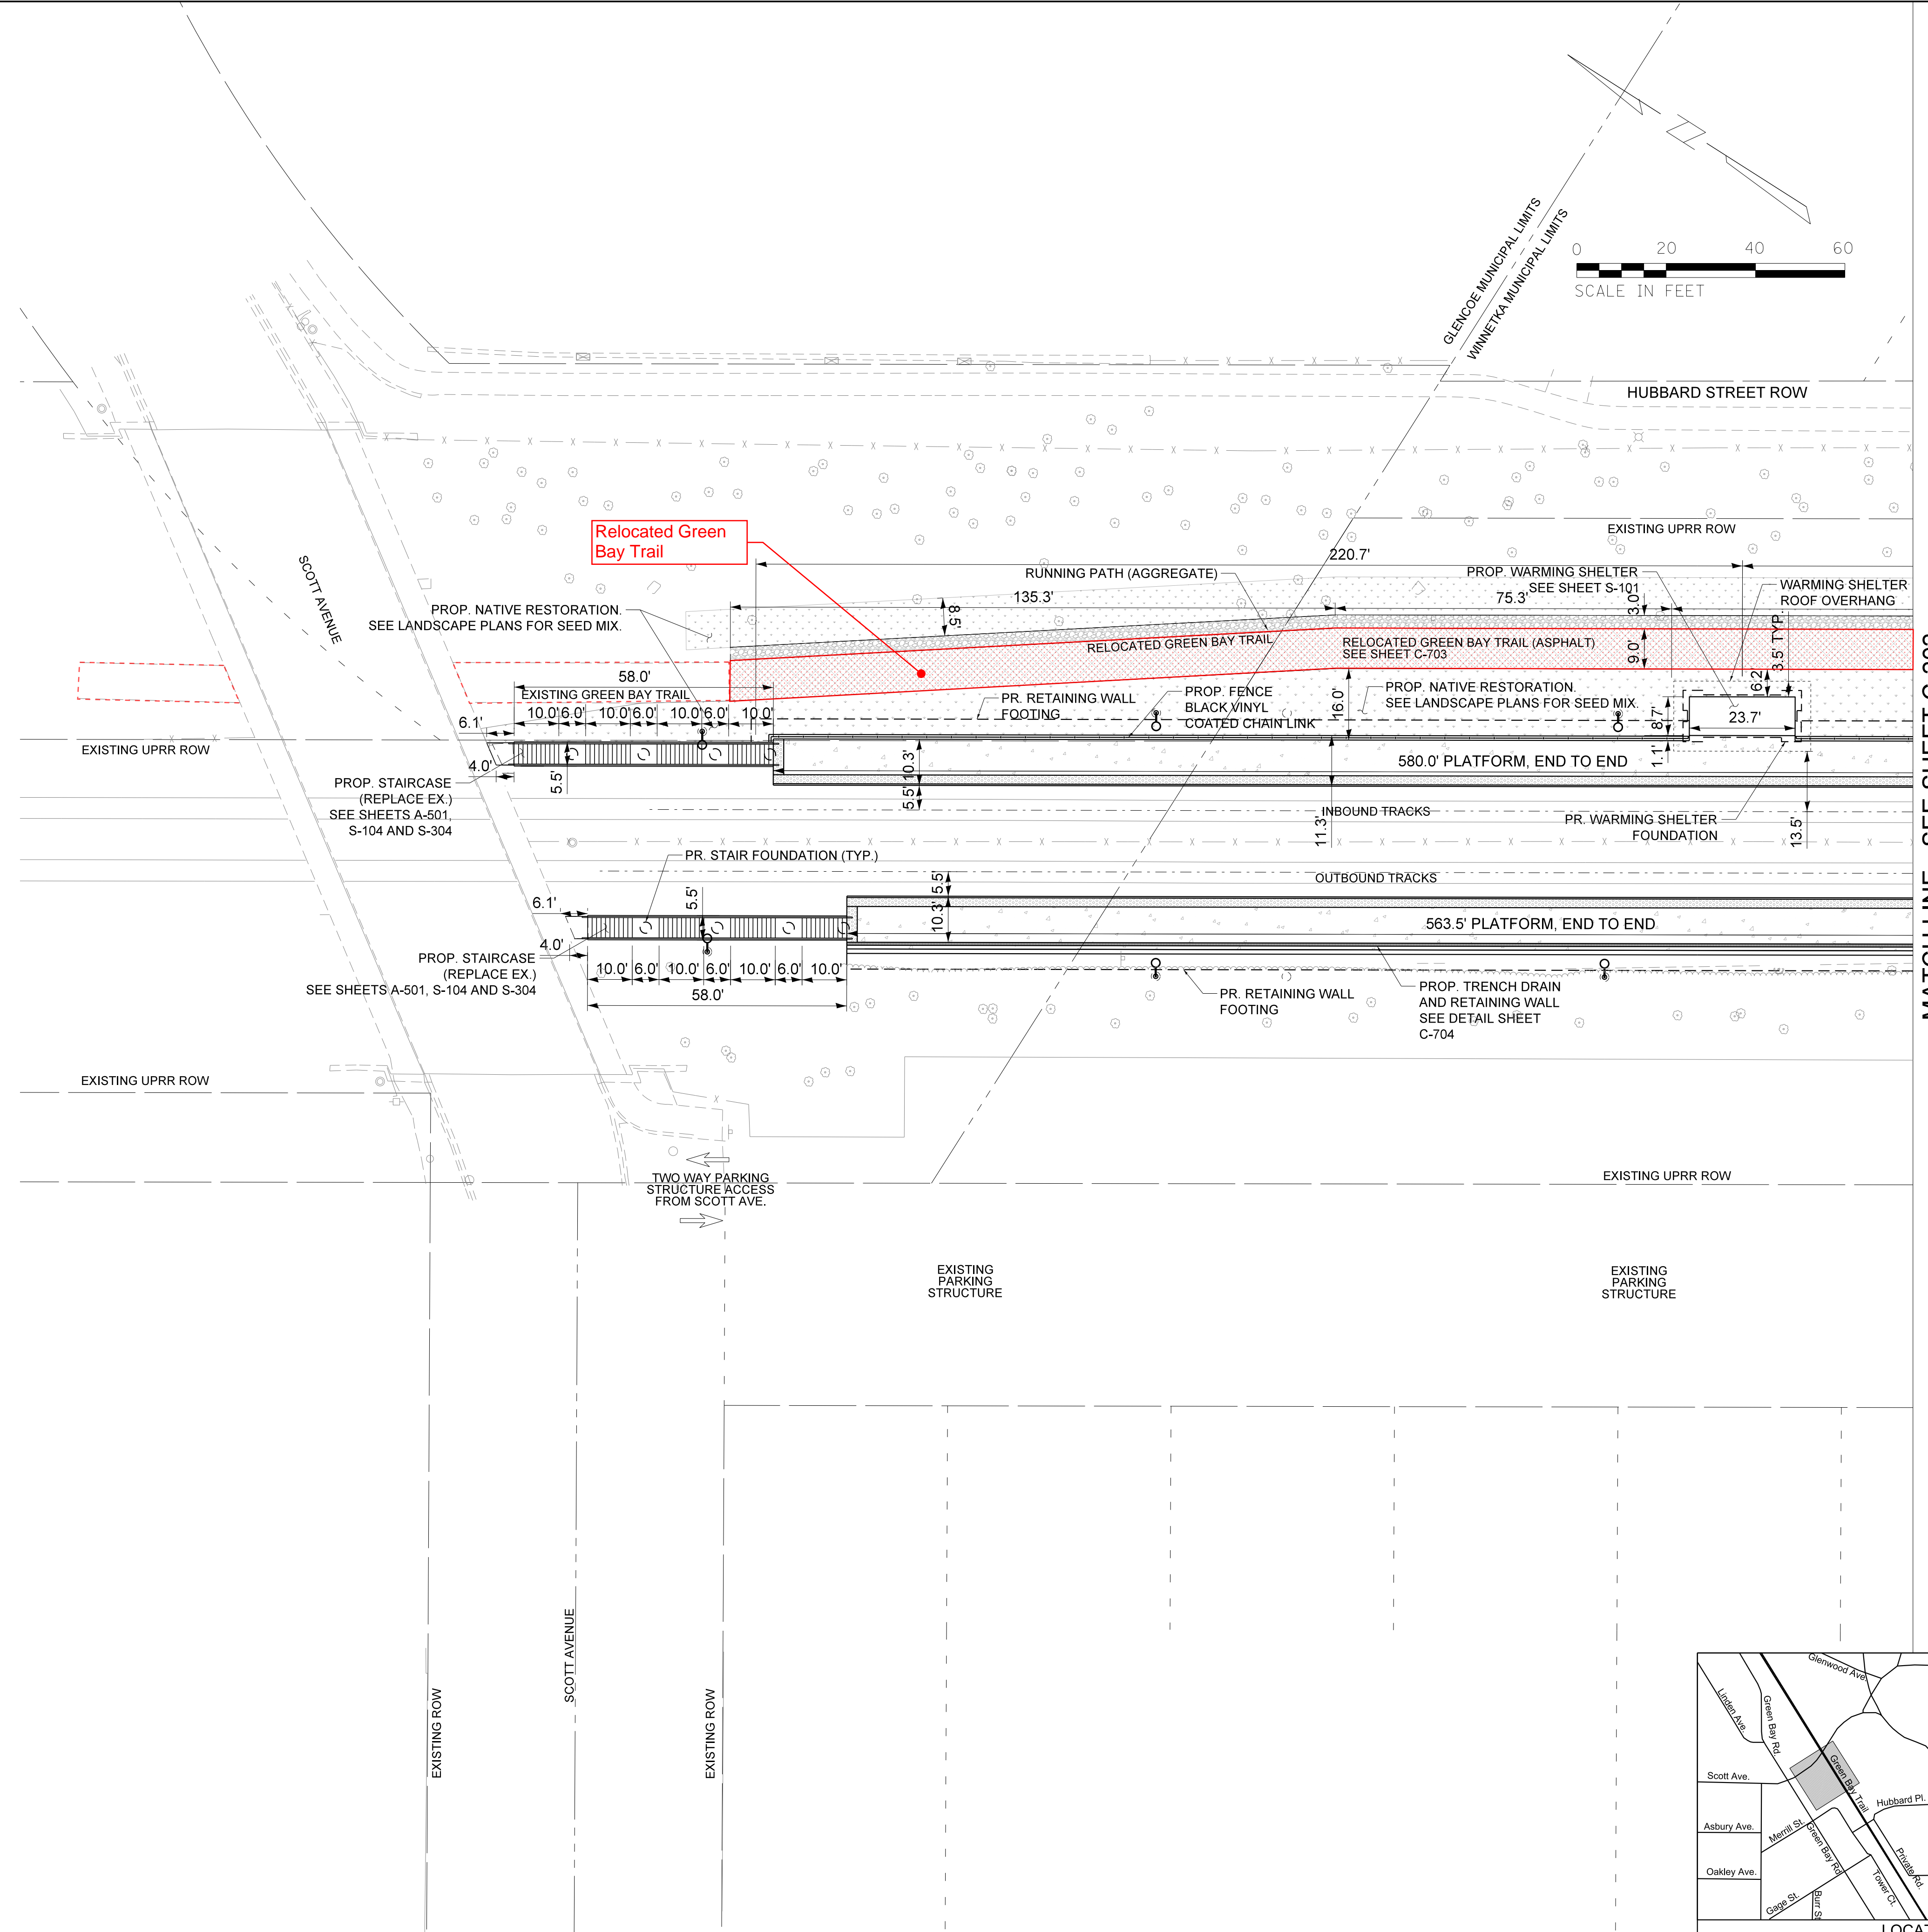 GLENCOE MUNICIPAL LIMITS
WINNETKA MUNICIPAL LIMITS
0 20 40 60
SCALE IN FEET
HUBBARD STREET ROW
EXISTING UPRR ROW
Relocated Green
Bay Trail
220.7'
SCOTT AVENUE
RUNNING PATH (AGGREGATE)
PROP. WARMING SHELTER
SEE SHEET S-101
WARMING SHELTER
ROOF OVERHANG
135.3'
75.3'
3.0'
8.5'
PROP. NATIVE RESTORATION.
SEE LANDSCAPE PLANS FOR SEED MIX.
RELOCATED GREEN BAY TRAIL
RELOCATED GREEN BAY TRAIL (ASPHALT)
SEE SHEET C-703
9.0'
3.5' TYP.
6.2'
58.0'
EXISTING GREEN BAY TRAIL
10.0' 6.0' 10.0' 6.0' 10.0' 6.0' 10.0'
6.1'
PR. RETAINING WALL
FOOTING
PROP. FENCE
BLACK VINYL
COATED CHAIN LINK
16.0'
PROP. NATIVE RESTORATION.
SEE LANDSCAPE PLANS FOR SEED MIX.
8.7'
23.7'
1.1'
EXISTING UPRR ROW
4.0'
5.5'
10.3'
5.5'
580.0' PLATFORM, END TO END
PROP. STAIRCASE
(REPLACE EX.)
SEE SHEETS A-501,
S-104 AND S-304
INBOUND TRACKS
11.3'
PR. WARMING SHELTER
FOUNDATION
13.5'
PR. STAIR FOUNDATION (TYP.)
OUTBOUND TRACKS
5.5'
10.3'
6.1'
5.5'
4.0'
563.5' PLATFORM, END TO END
PROP. STAIRCASE
(REPLACE EX.)
SEE SHEETS A-501, S-104 AND S-304
10.0' 6.0' 10.0' 6.0' 10.0' 6.0' 10.0'
58.0'
PR. RETAINING WALL
FOOTING
PROP. TRENCH DRAIN
AND RETAINING WALL
SEE DETAIL SHEET
C-704
EXISTING UPRR ROW
TWO WAY PARKING
STRUCTURE ACCESS
FROM SCOTT AVE.
EXISTING UPRR ROW
EXISTING
PARKING
STRUCTURE
EXISTING
PARKING
STRUCTURE
EXISTING ROW
SCOTT AVENUE
EXISTING ROW
Glenwood Ave.
Linden Ave.
Green Bay Rd.
Green Bay Trail
Scott Ave.
Hubbard Pl.
Asbury Ave.
Merrill St.
Green Bay Rd.
Private Rd.
Oakley Ave.
Tower Ct.
Gage St.
Burr St